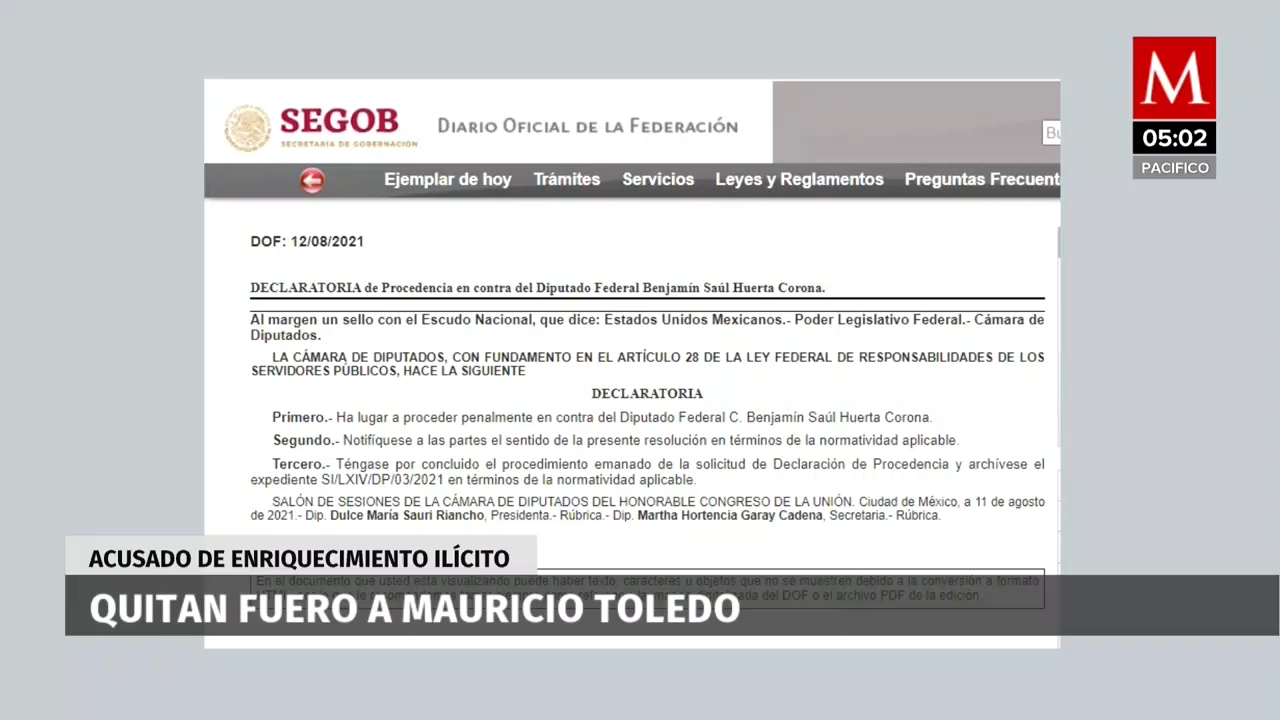 M
05:02
PACIFICO
SEGOB
SECRETARÍA DE GOBERNACIÓN
DIARIO OFICIAL DE LA FEDERACIÓN
Bu
Ejemplar de hoy Trámites Servicios Leyes y Reglamentos Preguntas Frecuent
DOF: 12/08/2021
DECLARATORIA de Procedencia en contra del Diputado Federal Benjamín Saúl Huerta Corona.
Al margen un sello con el Escudo Nacional, que dice: Estados Unidos Mexicanos.- Poder Legislativo Federal.- Cámara de
Diputados.
LA CÁMARA DE DIPUTADOS, CON FUNDAMENTO EN EL ARTÍCULO 28 DE LA LEY FEDERAL DE RESPONSABILIDADES DE LOS
SERVIDORES PÚBLICOS, HACE LA SIGUIENTE
DECLARATORIA
Primero.- Ha lugar a proceder penalmente en contra del Diputado Federal C. Benjamín Saúl Huerta Corona.
Segundo.- Notifíquese a las partes el sentido de la presente resolución en términos de la normatividad aplicable.
Tercero.- Téngase por concluido el procedimiento emanado de la solicitud de Declaración de Procedencia y archívese el
expediente SI/LXIV/DP/03/2021 en términos de la normatividad aplicable.
SALÓN DE SESIONES DE LA CÁMARA DE DIPUTADOS DEL HONORABLE CONGRESO DE LA UNIÓN. Ciudad de México, a 11 de agosto
de 2021.- Dip. Dulce María Sauri Riancho, Presidenta.- Rúbrica.- Dip. Martha Hortencia Garay Cadena, Secretaria.- Rúbrica.
ACUSADO DE ENRIQUECIMIENTO ILÍCITO
En el documento que usted está visualizando puede haber texto, caracteres u objetos que no se muestren debido a la conversión a formato
del DOF o el archivo PDF de la edición.
QUITAN FUERO A MAURICIO TOLEDO